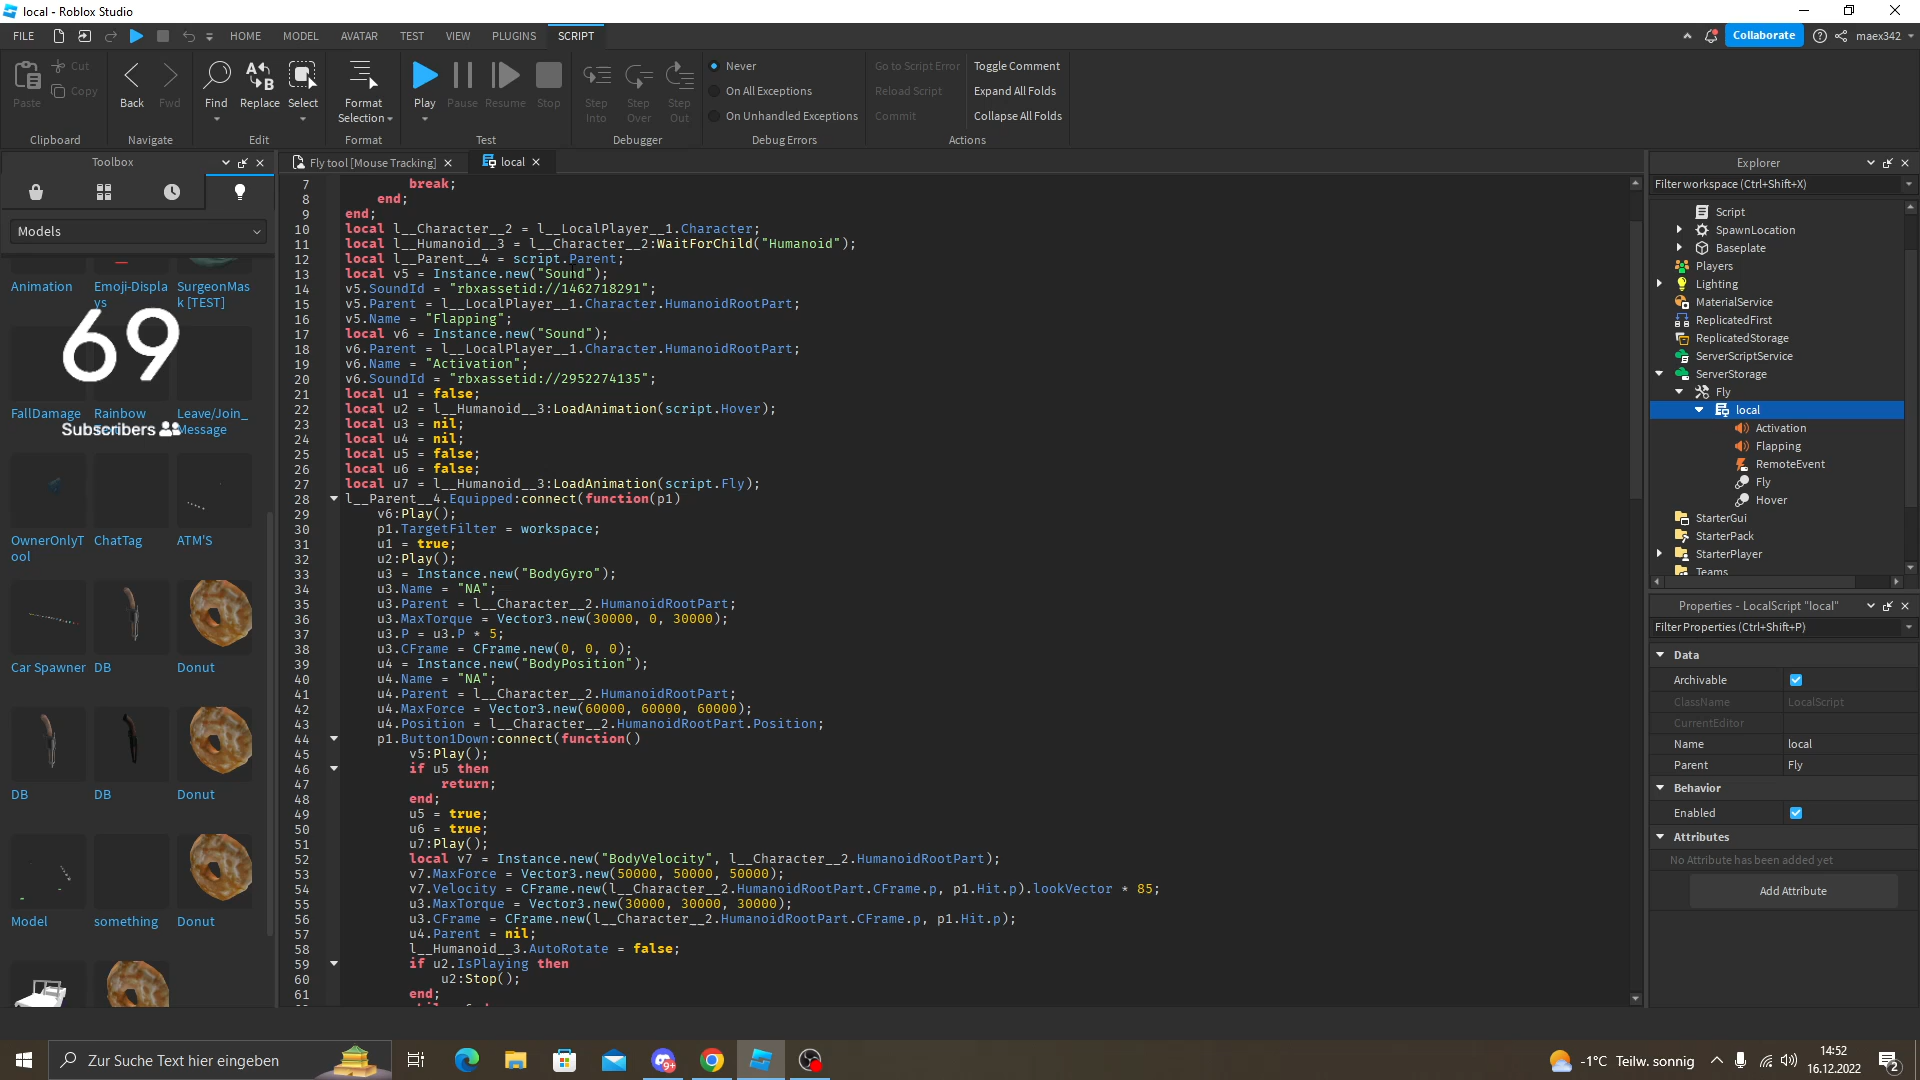 local - Roblox Studio
FILE
HOME
MODEL
AVATAR
TEST
VIEW
PLUGINS
SCRIPT
Collaborate
maex342
Paste
Cut
Copy
Clipboard
Back
Fwd
Navigate
Find
Replace
Select
Edit
Format
Selection
Format
Play
Pause
Resume
Stop
Test
Step
Into
Step
Over
Step
Out
Debugger
Never
On All Exceptions
On Unhandled Exceptions
Debug Errors
Go to Script Error
Reload Script
Commit
Toggle Comment
Expand All Folds
Collapse All Folds
Actions
Toolbox
Models
Animation
Emoji-Displa
ys
SurgeonMas
k [TEST]
69
FallDamage
Rainbow
Leave/Join_
Message
Subscribers
OwnerOnlyT
ool
ChatTag
ATM'S
Car Spawner
DB
Donut
DB
DB
Donut
Model
something
Donut
Fly tool [Mouse Tracking]
local
7 break;
8 end;
9 end;
10 local l__Character__2 = l__LocalPlayer__1.Character;
11 local l__Humanoid__3 = l__Character__2:WaitForChild("Humanoid");
12 local l__Parent__4 = script.Parent;
13 local v5 = Instance.new("Sound");
14 v5.SoundId = "rbxassetid://1462718291";
15 v5.Parent = l__LocalPlayer__1.Character.HumanoidRootPart;
16 v5.Name = "Flapping";
17 local v6 = Instance.new("Sound");
18 v6.Parent = l__LocalPlayer__1.Character.HumanoidRootPart;
19 v6.Name = "Activation";
20 v6.SoundId = "rbxassetid://2952274135";
21 local u1 = false;
22 local u2 = l__Humanoid__3:LoadAnimation(script.Hover);
23 local u3 = nil;
24 local u4 = nil;
25 local u5 = false;
26 local u6 = false;
27 local u7 = l__Humanoid__3:LoadAnimation(script.Fly);
28 l__Parent__4.Equipped:connect(function(p1)
29 v6:Play();
30 p1.TargetFilter = workspace;
31 u1 = true;
32 u2:Play();
33 u3 = Instance.new("BodyGyro");
34 u3.Name = "NA";
35 u3.Parent = l__Character__2.HumanoidRootPart;
36 u3.MaxTorque = Vector3.new(30000, 0, 30000);
37 u3.P = u3.P * 5;
38 u3.CFrame = CFrame.new(0, 0, 0);
39 u4 = Instance.new("BodyPosition");
40 u4.Name = "NA";
41 u4.Parent = l__Character__2.HumanoidRootPart;
42 u4.MaxForce = Vector3.new(60000, 60000, 60000);
43 u4.Position = l__Character__2.HumanoidRootPart.Position;
44 p1.Button1Down:connect(function()
45 v5:Play();
46 if u5 then
47 return;
48 end;
49 u5 = true;
50 u6 = true;
51 u7:Play();
52 local v7 = Instance.new("BodyVelocity", l__Character__2.HumanoidRootPart);
53 v7.MaxForce = Vector3.new(50000, 50000, 50000);
54 v7.Velocity = CFrame.new(l__Character__2.HumanoidRootPart.CFrame.p, p1.Hit.p).lookVector * 85;
55 u3.MaxTorque = Vector3.new(30000, 30000, 30000);
56 u3.CFrame = CFrame.new(l__Character__2.HumanoidRootPart.CFrame.p, p1.Hit.p);
57 u4.Parent = nil;
58 l__Humanoid__3.AutoRotate = false;
59 if u2.IsPlaying then
60 u2:Stop();
61 end;
Explorer
Filter workspace (Ctrl+Shift+X)
Script
SpawnLocation
Baseplate
Players
Lighting
MaterialService
ReplicatedFirst
ReplicatedStorage
ServerScriptService
ServerStorage
Fly
local
Activation
Flapping
RemoteEvent
Fly
Hover
StarterGui
StarterPack
StarterPlayer
Teams
Properties - LocalScript "local"
Filter Properties (Ctrl+Shift+P)
Data
Archivable
ClassName LocalScript
CurrentEditor
Name local
Parent Fly
Behavior
Enabled
Attributes
No Attribute has been added yet
Add Attribute
Zur Suche Text hier eingeben
9+
-1°C Teilw. sonnig
14:52
16.12.2022
2